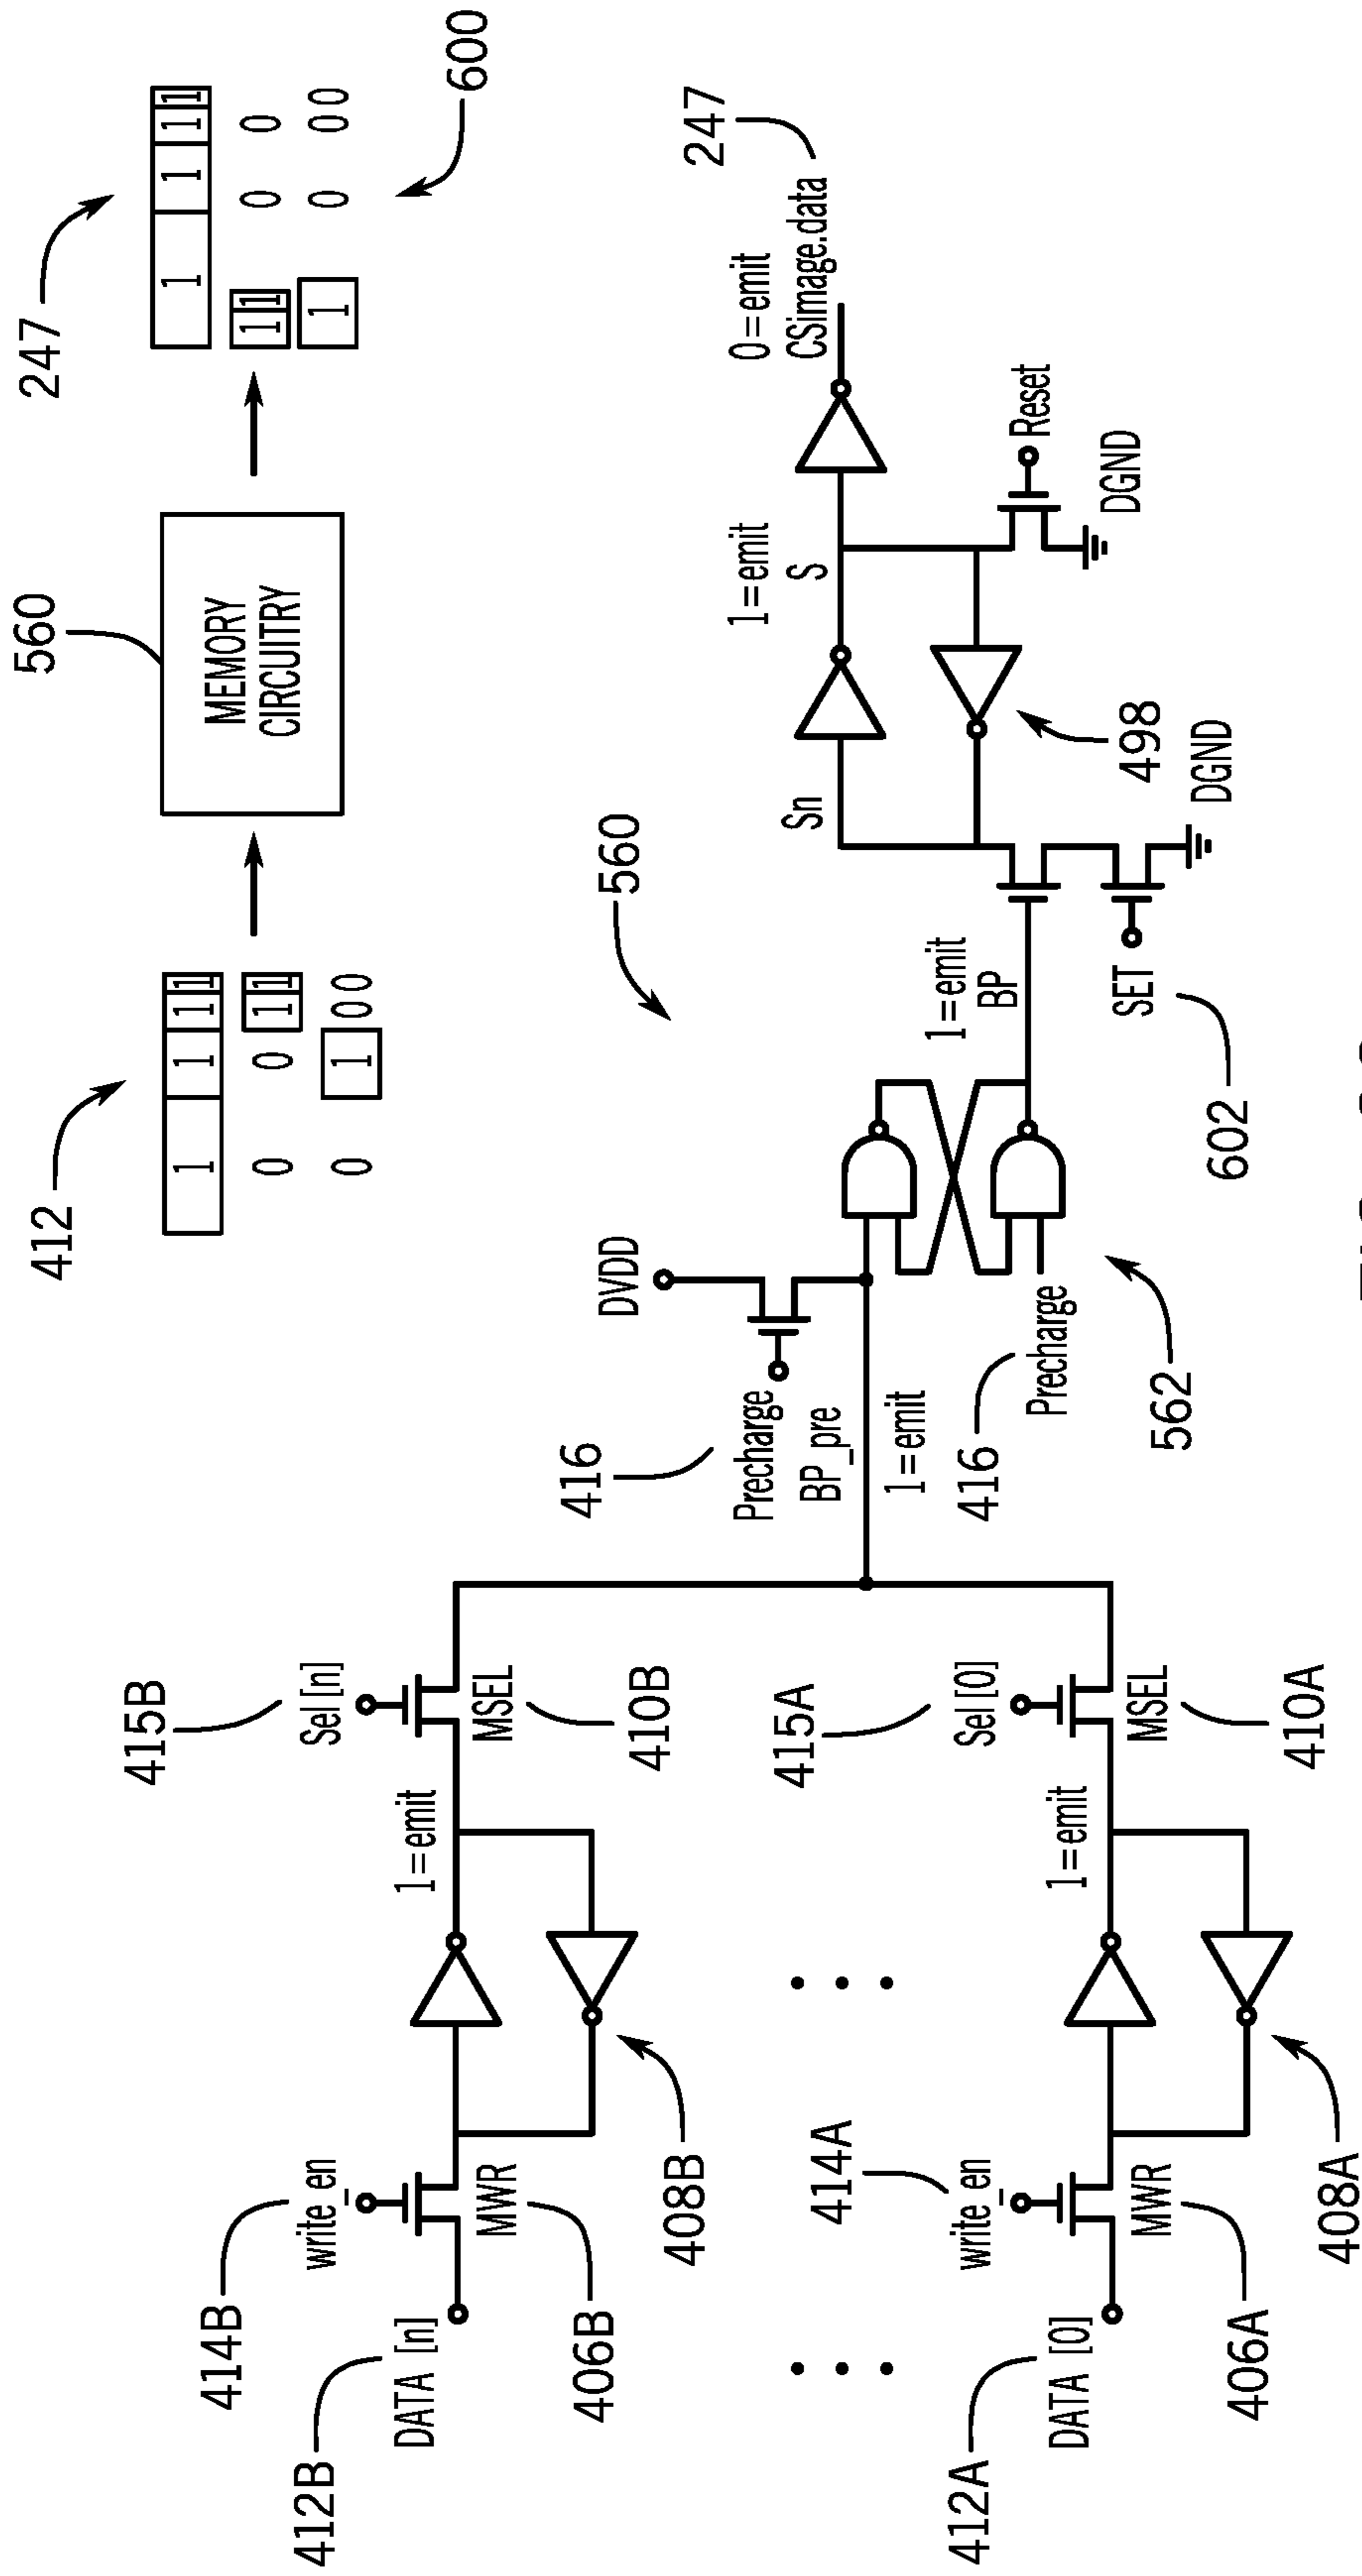 412
1 1 1 1
0 0 1 1
0 1 0 0
560
MEMORY
CIRCUITRY
247
1 1 1 1
1 1 0 0
1 0 0 0
600
414B
write_en
412B
DATA [n]
MWR
406B
408B
1=emit
415B
Sel [n]
MSEL
410B
414A
write_en
412A
DATA [0]
MWR
406A
408A
1=emit
415A
Sel [0]
MSEL
410A
DVDD
416
Precharge
BP_pre
1=emit
416
Precharge
562
560
1=emit
BP
SET
602
DGND
Sn
498
1=emit
S
Reset
DGND
0=emit
CSimage.data
247